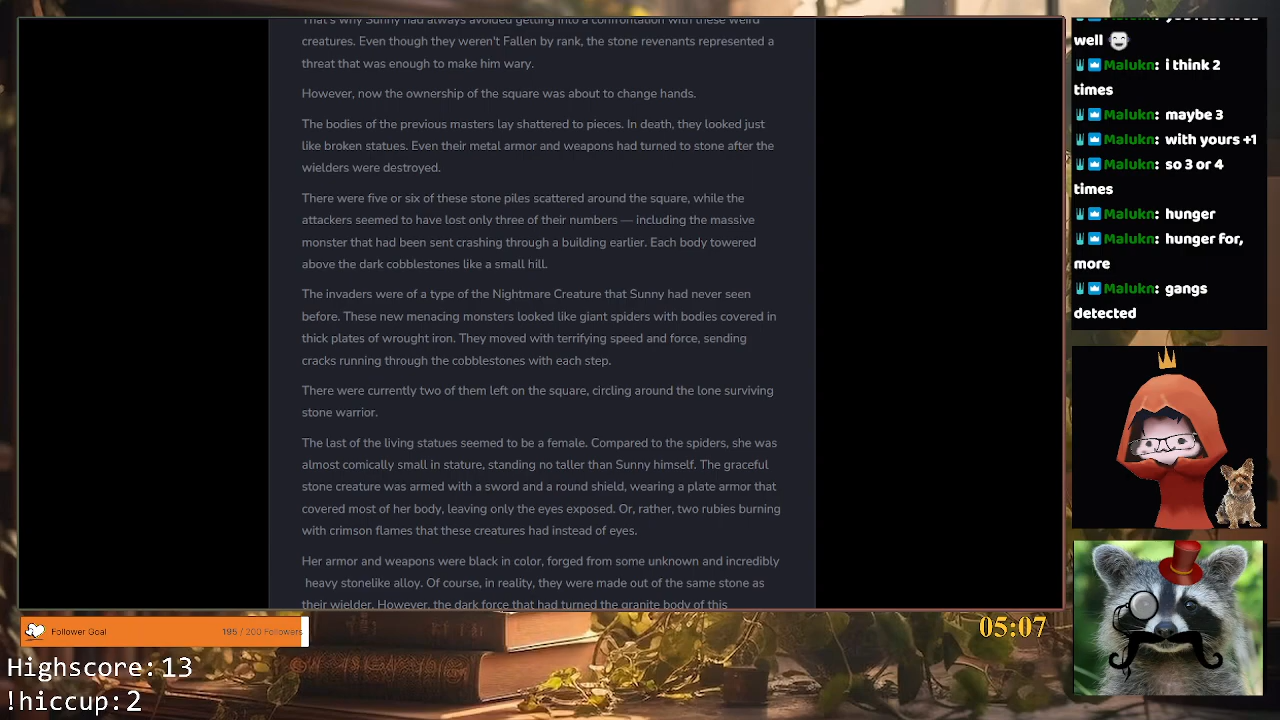 That's why Sunny had always avoided getting into a confrontation with these weird
creatures. Even though they weren't Fallen by rank, the stone revenants represented a
threat that was enough to make him wary.
However, now the ownership of the square was about to change hands.
The bodies of the previous masters lay shattered to pieces. In death, they looked just
like broken statues. Even their metal armor and weapons had turned to stone after the
wielders were destroyed.
There were five or six of these stone piles scattered around the square, while the
attackers seemed to have lost only three of their numbers — including the massive
monster that had been sent crashing through a building earlier. Each body towered
above the dark cobblestones like a small hill.
The invaders were of a type of the Nightmare Creature that Sunny had never seen
before. These new menacing monsters looked like giant spiders with bodies covered in
thick plates of wrought iron. They moved with terrifying speed and force, sending
cracks running through the cobblestones with each step.
There were currently two of them left on the square, circling around the lone surviving
stone warrior.
The last of the living statues seemed to be a female. Compared to the spiders, she was
almost comically small in stature, standing no taller than Sunny himself. The graceful
stone creature was armed with a sword and a round shield, wearing a plate armor that
covered most of her body, leaving only the eyes exposed. Or, rather, two rubies burning
with crimson flames that these creatures had instead of eyes.
Her armor and weapons were black in color, forged from some unknown and incredibly
heavy stonelike alloy. Of course, in reality, they were made out of the same stone as
their wielder. However, the dark force that had turned the granite body of this
well
Malukn: i think 2
times
Malukn: maybe 3
Malukn: with yours +1
Malukn: so 3 or 4
times
Malukn: hunger
Malukn: hunger for,
more
Malukn: gangs
detected
Follower Goal
195 / 200 Followers
05:07
Highscore:13
!hiccup:2